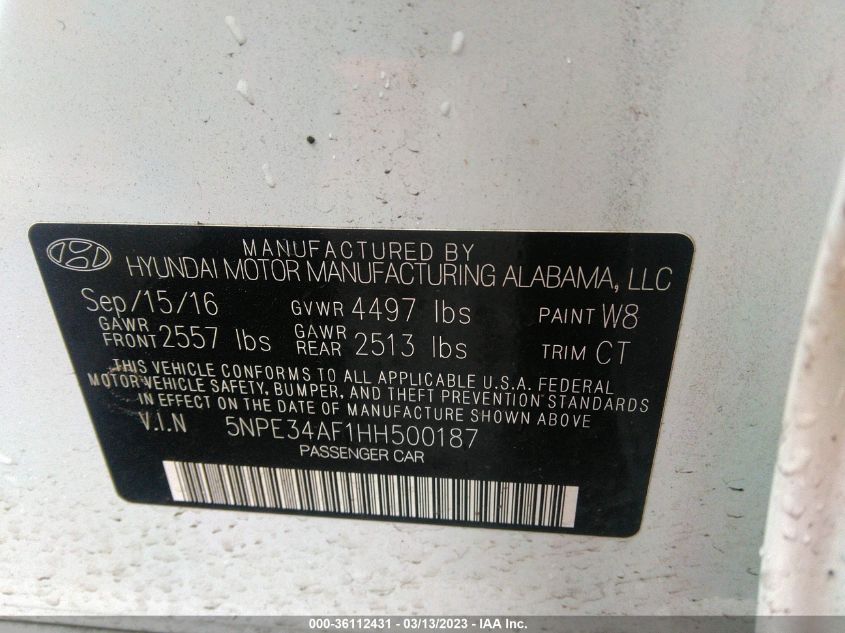 MANUFACTURED BY
HYUNDAI MOTOR MANUFACTURING ALABAMA, LLC
Sep/15/16 GVWR 4497 lbs PAINT W8
GAWR FRONT 2557 lbs GAWR REAR 2513 lbs TRIM CT
THIS VEHICLE CONFORMS TO ALL APPLICABLE U.S.A. FEDERAL
MOTOR VEHICLE SAFETY, BUMPER, AND THEFT PREVENTION STANDARDS
IN EFFECT ON THE DATE OF MANUFACTURE SHOWN ABOVE
V.I.N 5NPE34AF1HH500187
PASSENGER CAR
000-36112431 - 03/13/2023 - IAA Inc.